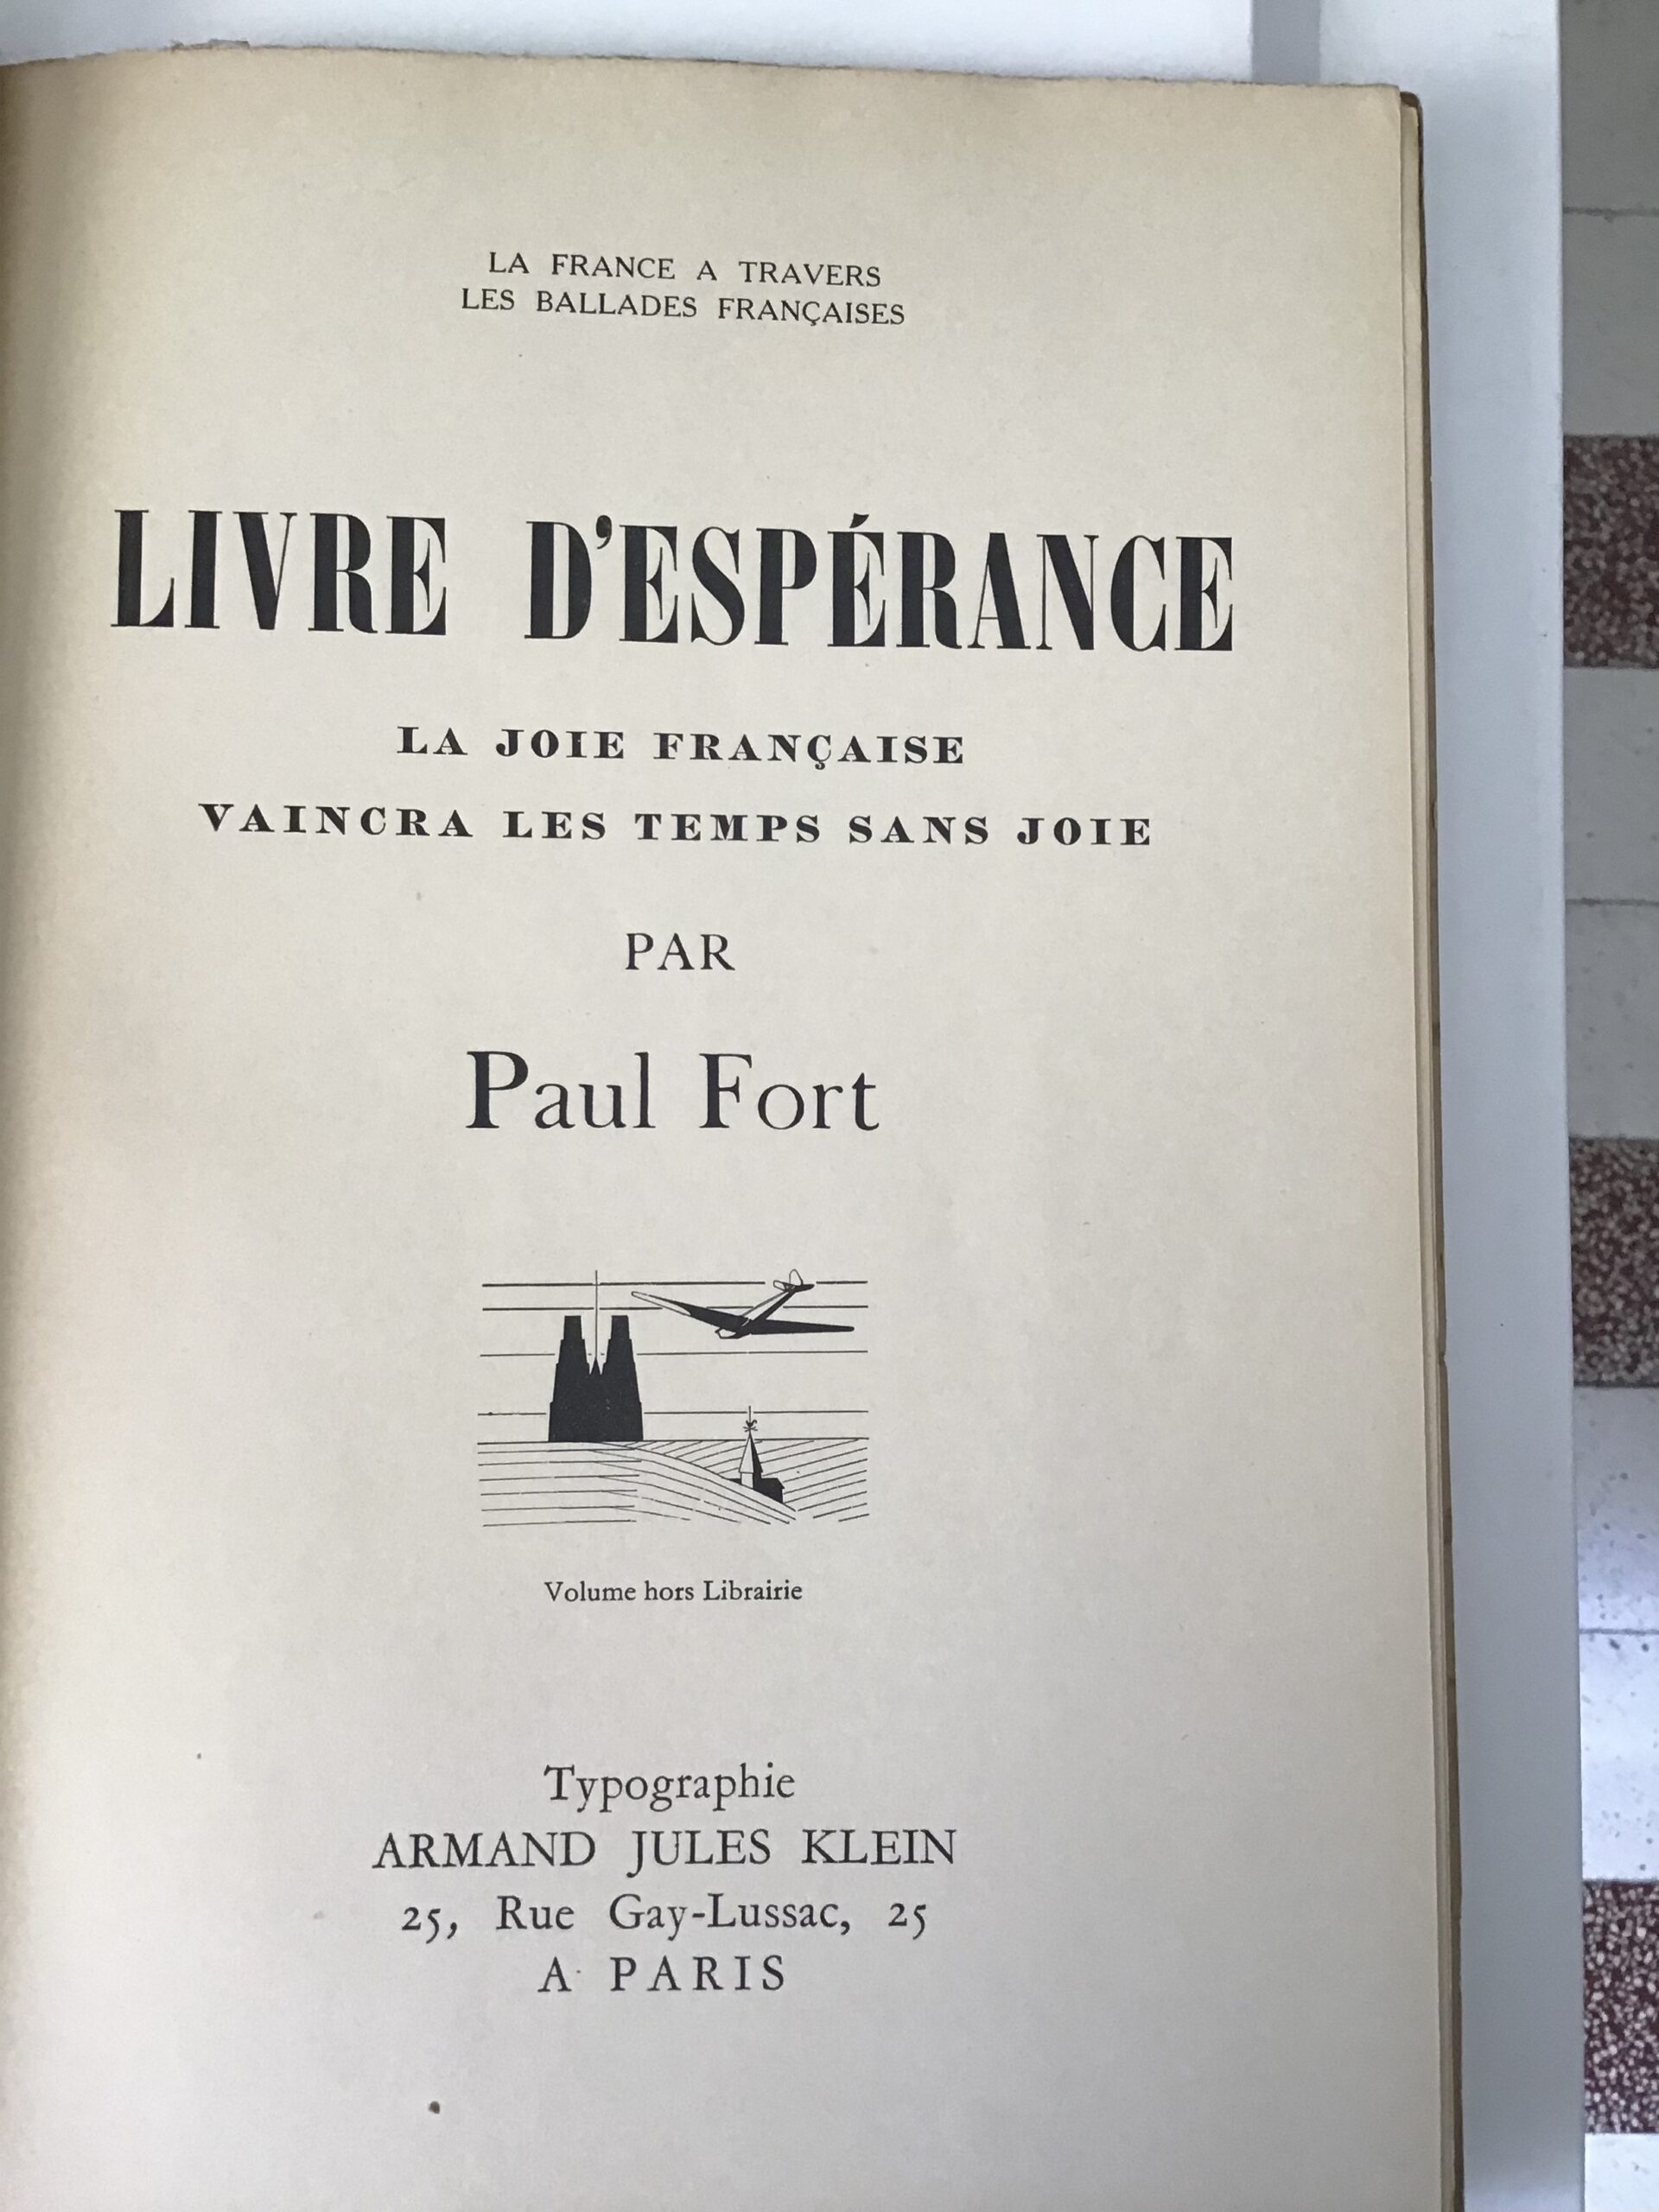 LA FRANCE A TRAVERS
LES BALLADES FRANÇAISES
LIVRE D'ESPÉRANCE
LA JOIE FRANÇAISE
VAINCRA LES TEMPS SANS JOIE
PAR
Paul Fort
Volume hors Librairie
Typographie
ARMAND JULES KLEIN
25, Rue Gay-Lussac, 25
A PARIS